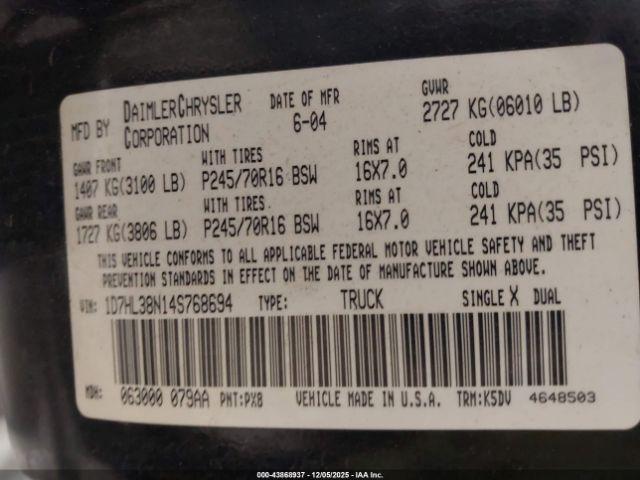 MFD BY DAIMLERCHRYSLER CORPORATION DATE OF MFR 6-04 GVWR 2727 KG(06010 LB)
GAWR FRONT WITH TIRES RIMS AT COLD
1407 KG(3100 LB) P245/70R16 BSW 16X7.0 241 KPA(35 PSI)
GAWR REAR WITH TIRES RIMS AT COLD
1727 KG(3806 LB) P245/70R16 BSW 16X7.0 241 KPA(35 PSI)
THIS VEHICLE CONFORMS TO ALL APPLICABLE FEDERAL MOTOR VEHICLE SAFETY AND THEFT
PREVENTION STANDARDS IN EFFECT ON THE DATE OF MANUFACTURE SHOWN ABOVE.
VIN: 1D7HL38N14S768694 TYPE: TRUCK SINGLE X DUAL
MDH: 063000 079AA PNT:PX8 VEHICLE MADE IN U.S.A. TRM:K5DV 4648503
000-43868937 - 12/05/2025 - IAA Inc.